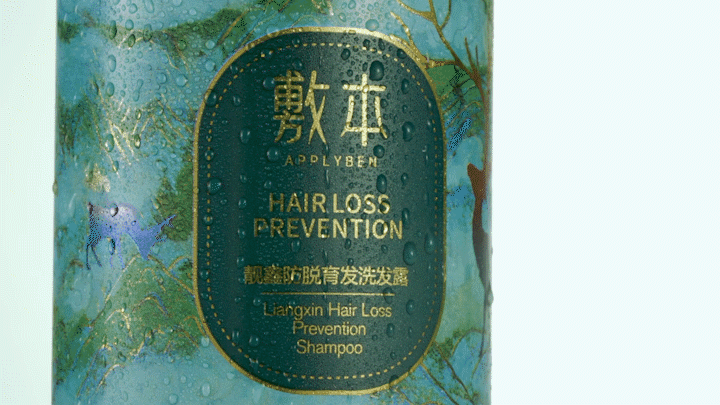 敷本
APPLYBEN
HAIR LOSS
PREVENTION
靓鑫防脱育发洗发露
Liangxin Hair Loss
Prevention
Shampoo